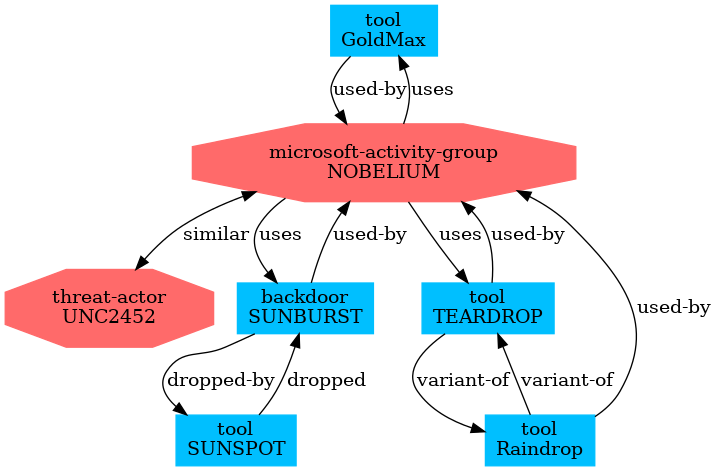 tool
GoldMax
used-by
uses
microsoft-activity-group
NOBELIUM
similar
uses
used-by
uses
used-by
used-by
threat-actor
UNC2452
backdoor
SUNBURST
tool
TEARDROP
dropped-by
dropped
variant-of
variant-of
tool
SUNSPOT
tool
Raindrop